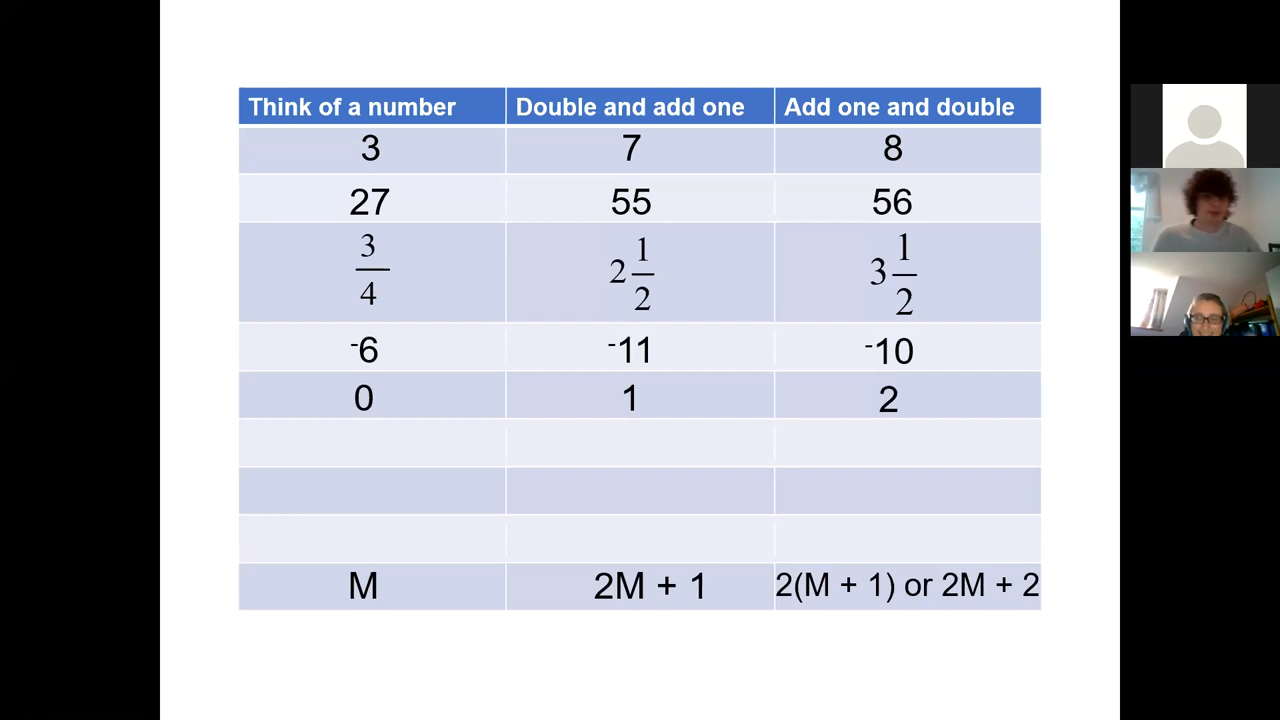 Think of a number Double and add one Add one and double
3 7 8
27 55 56
3/4 2 1/2 3 1/2
-6 -11 -10
0 1 2
M 2M + 1 2(M + 1) or 2M + 2